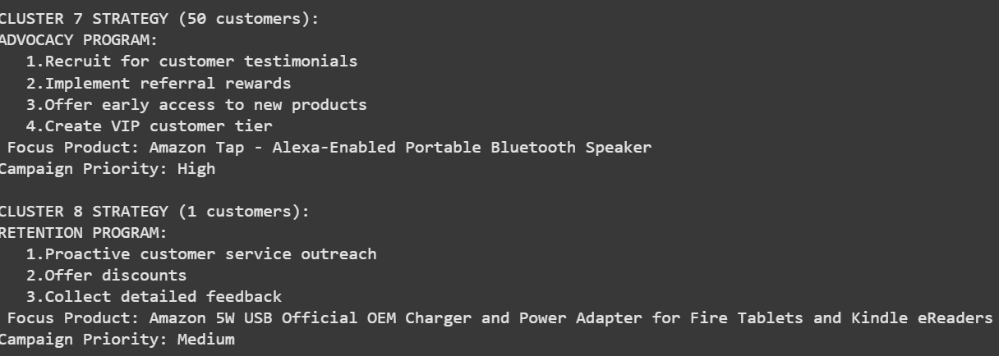 CLUSTER 7 STRATEGY (50 customers):
ADVOCACY PROGRAM:
1.Recruit for customer testimonials
2.Implement referral rewards
3.Offer early access to new products
4.Create VIP customer tier
Focus Product: Amazon Tap - Alexa-Enabled Portable Bluetooth Speaker
Campaign Priority: High
CLUSTER 8 STRATEGY (1 customers):
RETENTION PROGRAM:
1.Proactive customer service outreach
2.Offer discounts
3.Collect detailed feedback
Focus Product: Amazon 5W USB Official OEM Charger and Power Adapter for Fire Tablets and Kindle eReaders
Campaign Priority: Medium